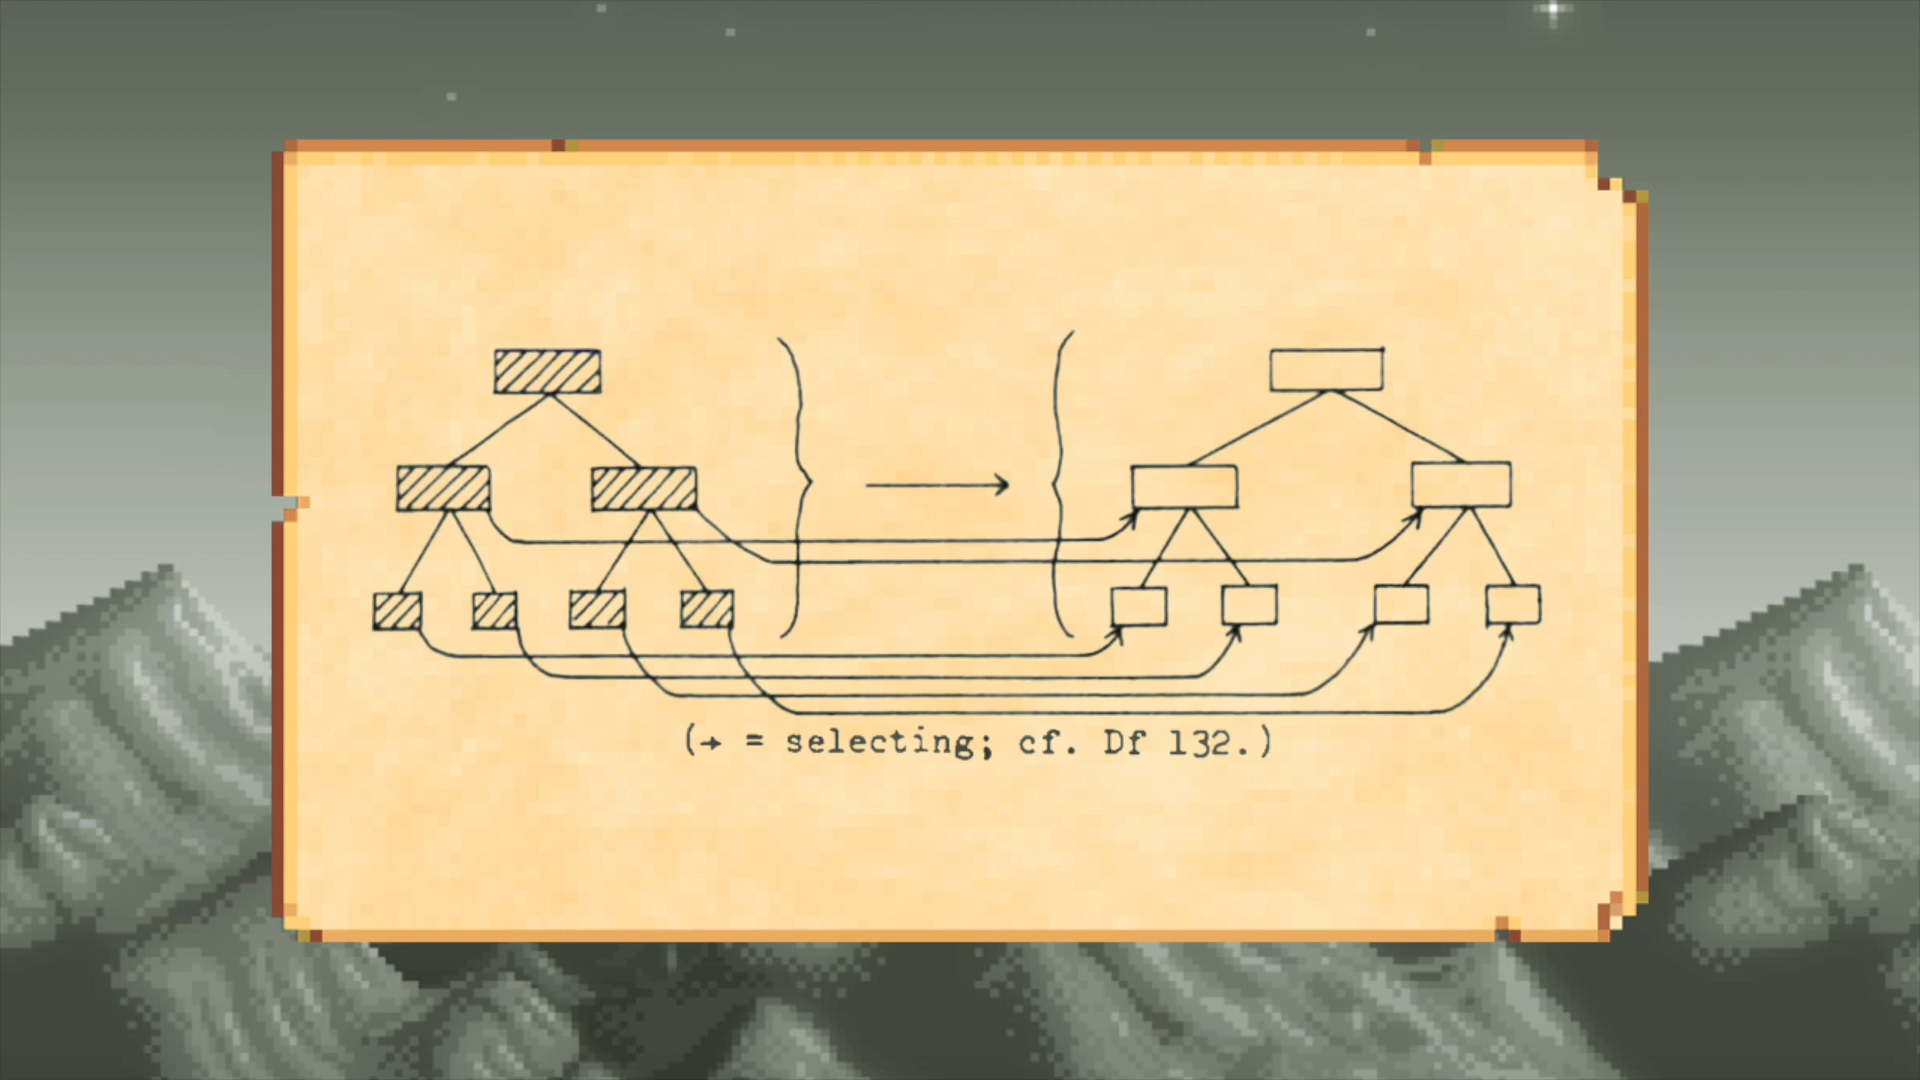 (→ = selecting; cf. Df 132.)